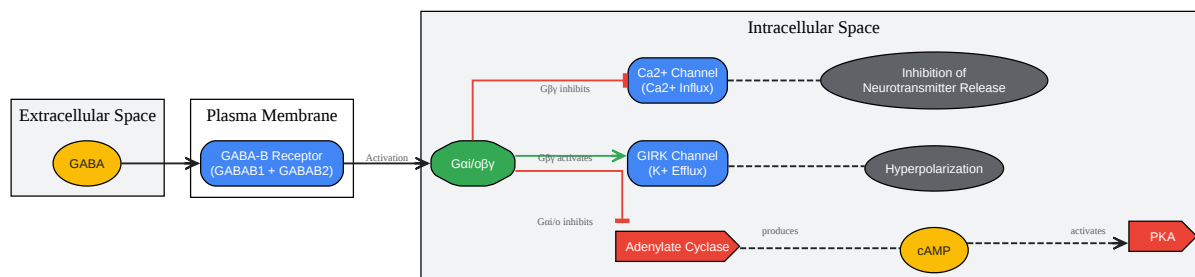 Intracellular Space
Ca2+ Channel
(Ca2+ Influx)
Inhibition of
Neurotransmitter Release
Gβγ inhibits
Extracellular Space
Plasma Membrane
GABA
GABA-B Receptor
(GABAB1 + GABAB2)
Activation
Gαi/oβγ
Gβγ activates
GIRK Channel
(K+ Efflux)
Hyperpolarization
Gαi/o inhibits
Adenylate Cyclase
produces
cAMP
activates
PKA